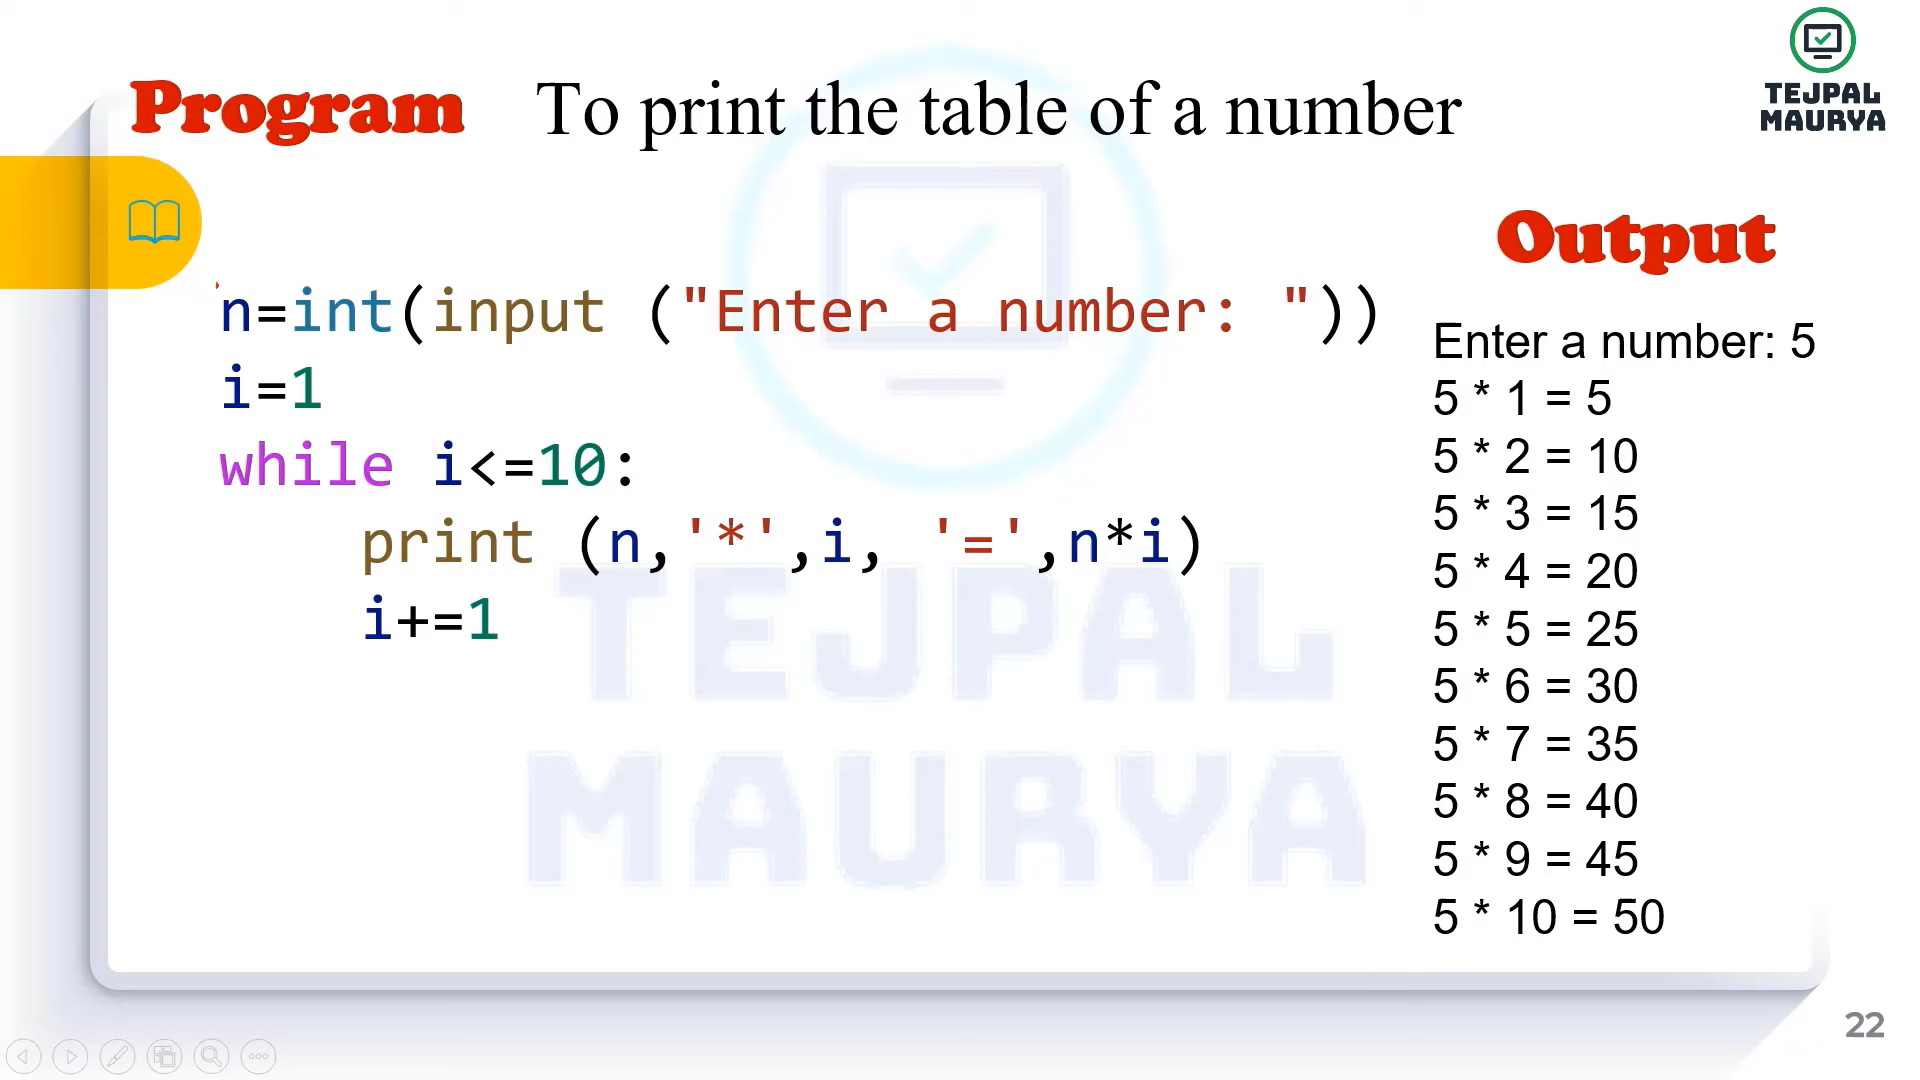 Program To print the table of a number
TEJPAL
MAURYA
n=int(input ("Enter a number: "))
i=1
while i<=10:
    print (n,'*',i, '=',n*i)
    i+=1
Output
Enter a number: 5
5 * 1 = 5
5 * 2 = 10
5 * 3 = 15
5 * 4 = 20
5 * 5 = 25
5 * 6 = 30
5 * 7 = 35
5 * 8 = 40
5 * 9 = 45
5 * 10 = 50
TEJPAL
MAURYA
22